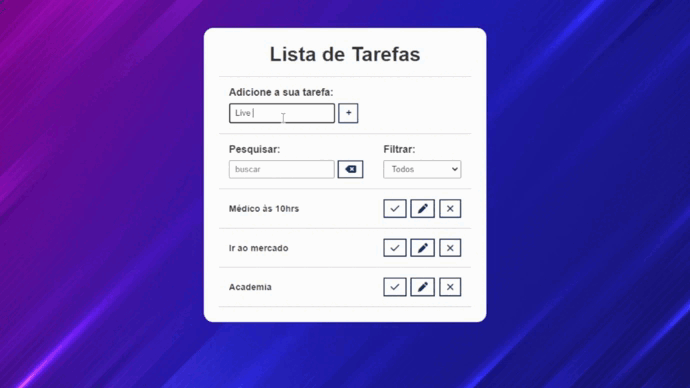 Lista de Tarefas
Adicione a sua tarefa:
Live
+
Pesquisar: Filtrar:
buscar Todos
Médico às 10hrs
Ir ao mercado
Academia